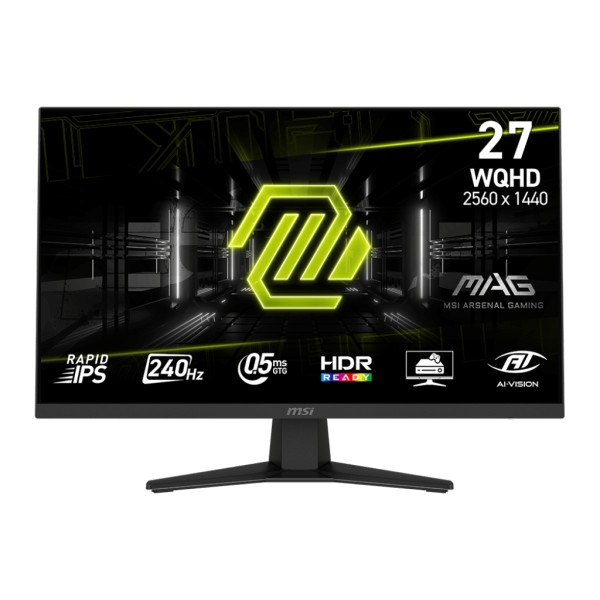 27
WQHD
2560 x 1440
MAG
MSI ARSENAL GAMING
RAPID
IPS
240Hz
0.5ms
GTG
HDR
READY
AI
AI-VISION
msi